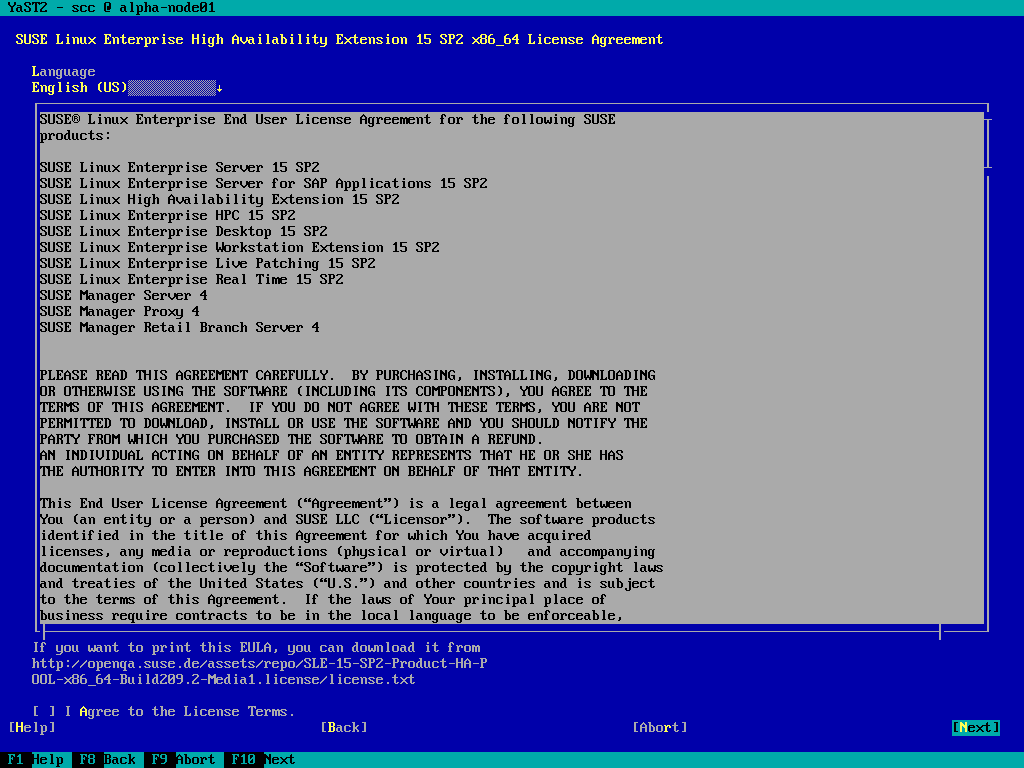 YaST2 - scc @ alpha-node01
SUSE Linux Enterprise High Availability Extension 15 SP2 x86_64 License Agreement
Language
English (US)↓
SUSE® Linux Enterprise End User License Agreement for the following SUSE
products:
SUSE Linux Enterprise Server 15 SP2
SUSE Linux Enterprise Server for SAP Applications 15 SP2
SUSE Linux High Availability Extension 15 SP2
SUSE Linux Enterprise HPC 15 SP2
SUSE Linux Enterprise Desktop 15 SP2
SUSE Linux Enterprise Workstation Extension 15 SP2
SUSE Linux Enterprise Live Patching 15 SP2
SUSE Linux Enterprise Real Time 15 SP2
SUSE Manager Server 4
SUSE Manager Proxy 4
SUSE Manager Retail Branch Server 4
PLEASE READ THIS AGREEMENT CAREFULLY.  BY PURCHASING, INSTALLING, DOWNLOADING
OR OTHERWISE USING THE SOFTWARE (INCLUDING ITS COMPONENTS), YOU AGREE TO THE
TERMS OF THIS AGREEMENT.  IF YOU DO NOT AGREE WITH THESE TERMS, YOU ARE NOT
PERMITTED TO DOWNLOAD, INSTALL OR USE THE SOFTWARE AND YOU SHOULD NOTIFY THE
PARTY FROM WHICH YOU PURCHASED THE SOFTWARE TO OBTAIN A REFUND.
AN INDIVIDUAL ACTING ON BEHALF OF AN ENTITY REPRESENTS THAT HE OR SHE HAS
THE AUTHORITY TO ENTER INTO THIS AGREEMENT ON BEHALF OF THAT ENTITY.
This End User License Agreement (“Agreement”) is a legal agreement between
You (an entity or a person) and SUSE LLC (“Licensor”).  The software products
identified in the title of this Agreement for which You have acquired
licenses, any media or reproductions (physical or virtual)   and accompanying
documentation (collectively the “Software”) is protected by the copyright laws
and treaties of the United States (“U.S.”) and other countries and is subject
to the terms of this Agreement.  If the laws of Your principal place of
business require contracts to be in the local language to be enforceable,
If you want to print this EULA, you can download it from
http://openqa.suse.de/assets/repo/SLE-15-SP2-Product-HA-P
OOL-x86_64-Build209.2-Media1.license/license.txt
[ ] I Agree to the License Terms.
[Help] [Back] [Abort] [Next]
F1 Help F8 Back F9 Abort F10 Next